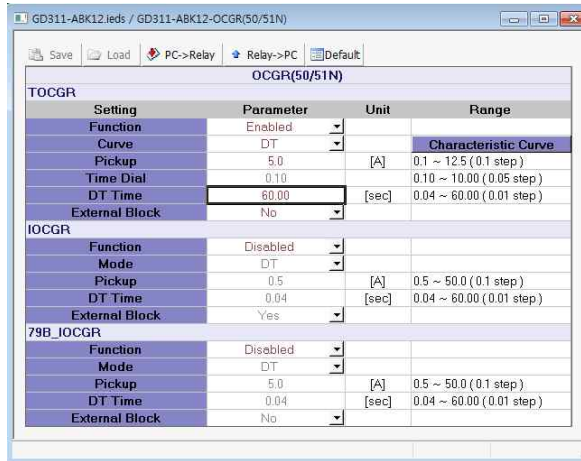 GD311-ABK12.ieds / GD311-ABK12-OCGR(50/51N)
Save Load PC->Relay Relay->PC Default
OCGR(50/51N)
TOCGR
Setting Parameter Unit Range
Function Enabled
Curve DT Characteristic Curve
Pickup 5.0 [A] 0.1 ~ 12.5 ( 0.1 step )
Time Dial 0.10 0.10 ~ 10.00 ( 0.05 step )
DT Time 60.00 [sec] 0.04 ~ 60.00 ( 0.01 step )
External Block No
IOCGR
Function Disabled
Mode DT
Pickup 0.5 [A] 0.5 ~ 50.0 ( 0.1 step )
DT Time 0.04 [sec] 0.04 ~ 60.00 ( 0.01 step )
External Block Yes
79B_IOCGR
Function Disabled
Mode DT
Pickup 5.0 [A] 0.5 ~ 50.0 ( 0.1 step )
DT Time 0.04 [sec] 0.04 ~ 60.00 ( 0.01 step )
External Block No